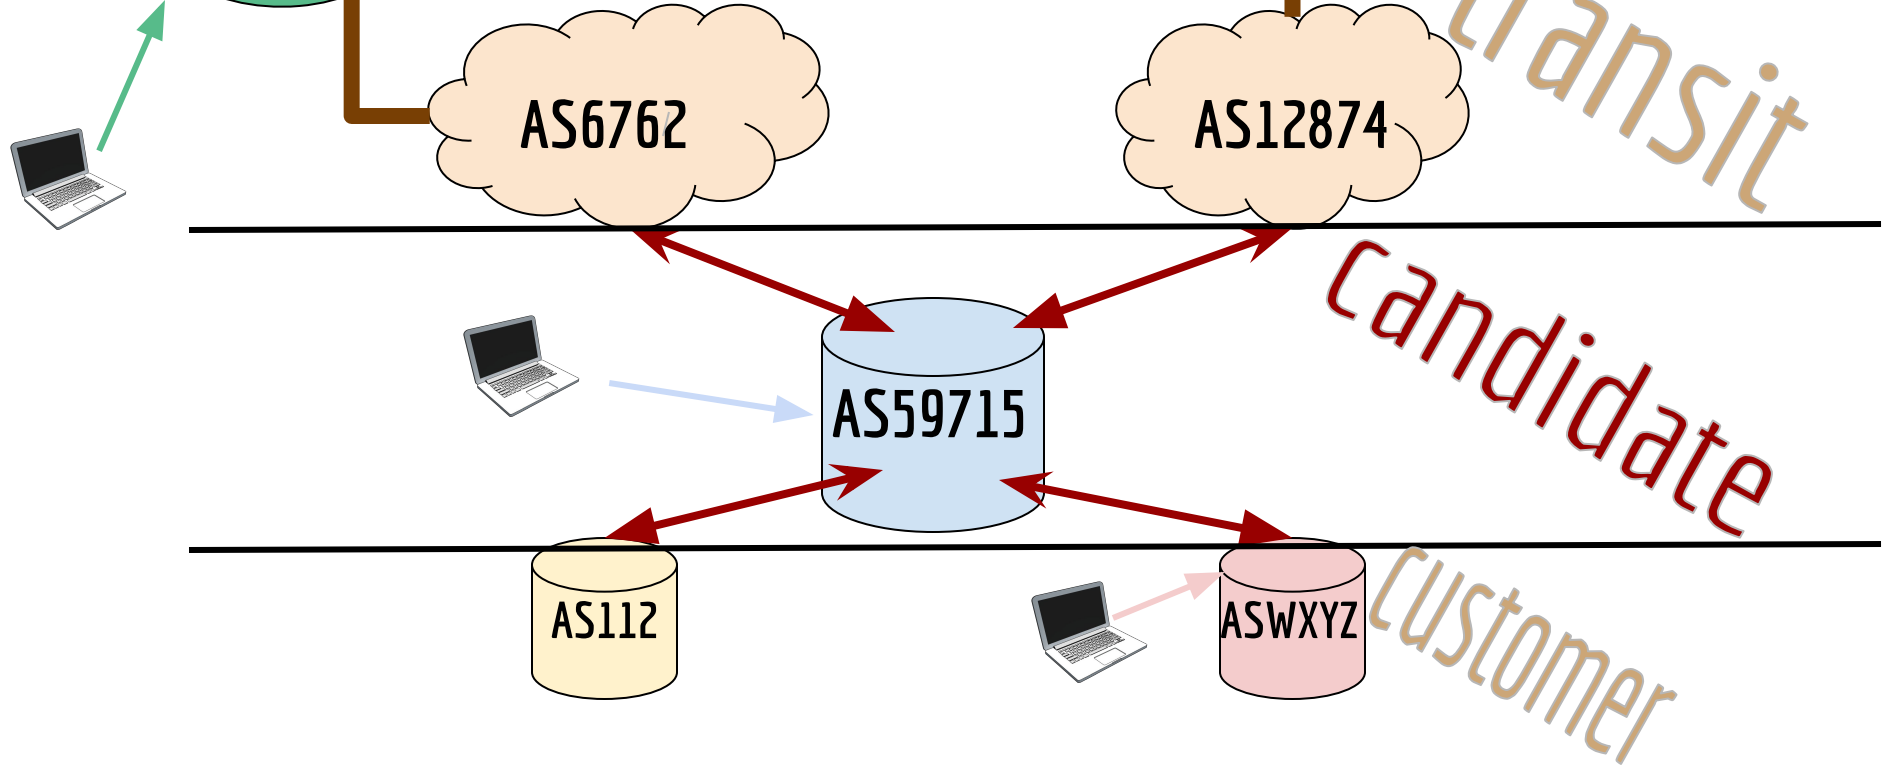 transit
AS6762
AS12874
candidate
AS59715
customer
AS112
ASWXYZ